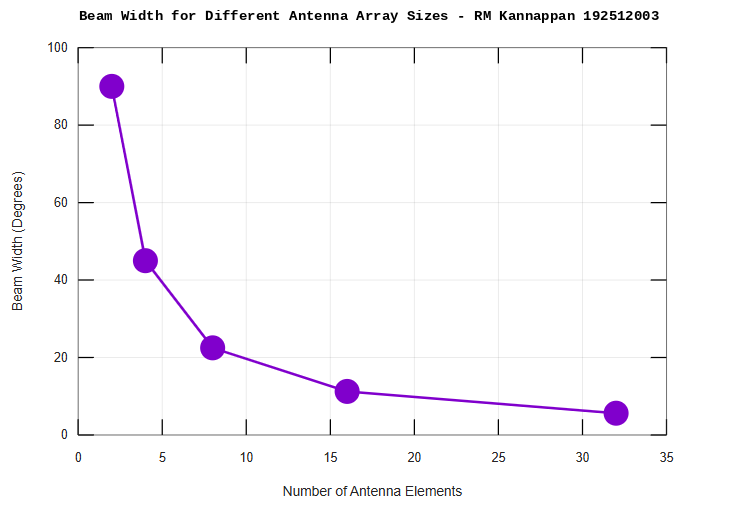 Beam Width for Different Antenna Array Sizes - RM Kannappan 192512003
100
80
60
40
20
0
Beam Width (Degrees)
0 5 10 15 20 25 30 35
Number of Antenna Elements